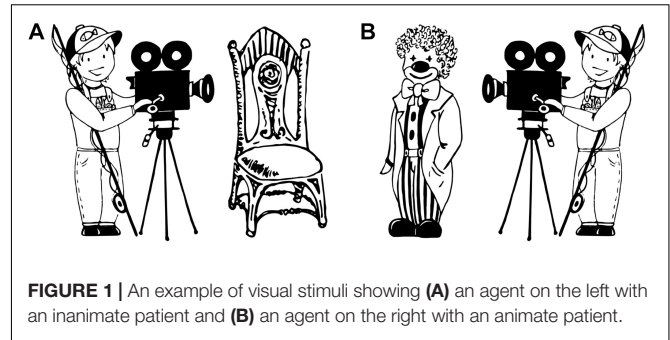 A
B
FIGURE 1 | An example of visual stimuli showing (A) an agent on the left with
an inanimate patient and (B) an agent on the right with an animate patient.